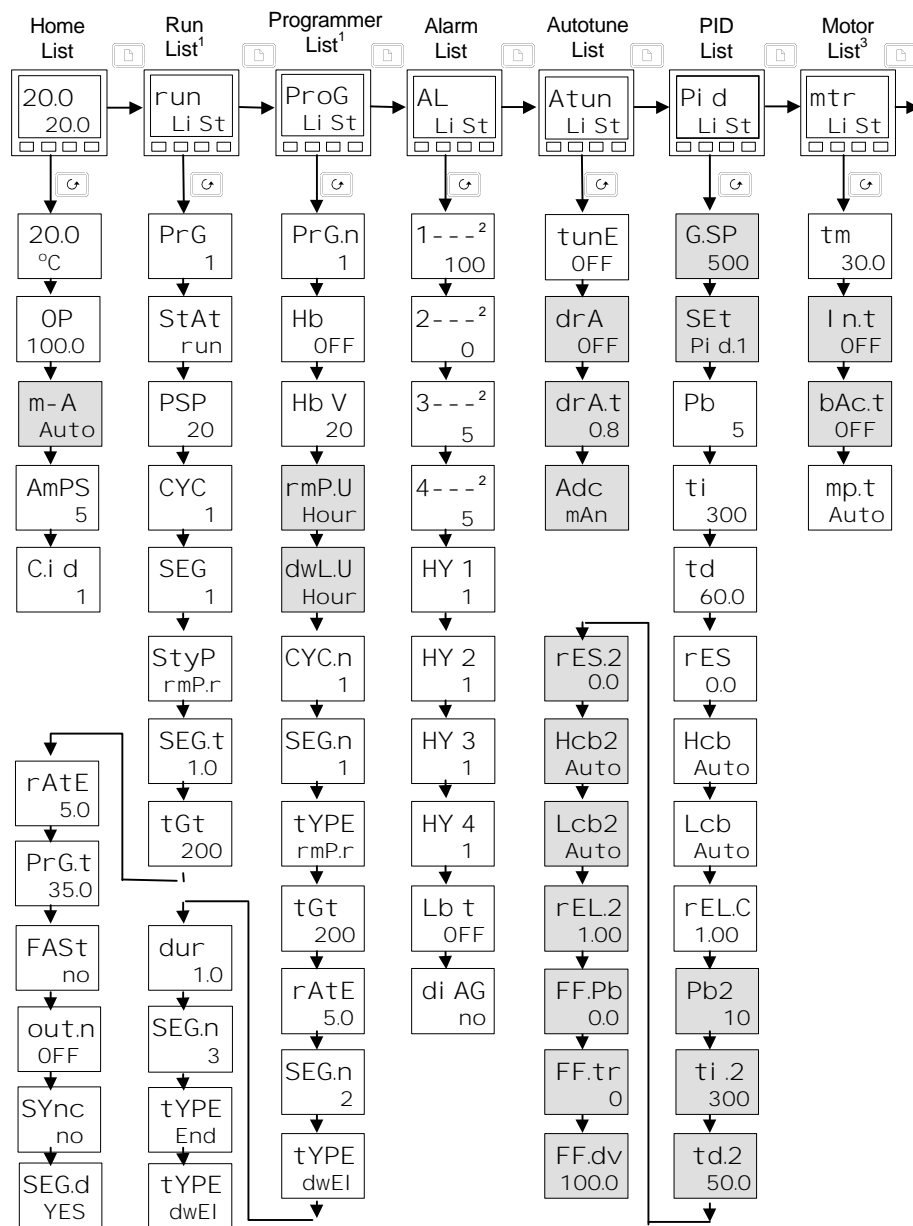 Home
List
Run
List¹
Programmer
List¹
Alarm
List
Autotune
List
PID
List
Motor
List³
20.0
20.0
run
LiSt
ProG
LiSt
AL
LiSt
Atun
LiSt
Pid
LiSt
mtr
LiSt
20.0
°C
OP
100.0
m-A
Auto
AmPS
5
C.id
1
PrG
1
StAt
run
PSP
20
CYC
1
SEG
1
StyP
rmP.r
SEG.t
1.0
tGt
200
rAtE
5.0
PrG.t
35.0
FASt
no
out.n
OFF
SYnc
no
SEG.d
YES
PrG.n
1
Hb
OFF
Hb V
20
rmP.U
Hour
dwL.U
Hour
CYC.n
1
SEG.n
1
tYPE
rmP.r
tGt
200
rAtE
5.0
SEG.n
2
tYPE
dwEl
dur
1.0
SEG.n
3
tYPE
End
tYPE
dwEl
1---²
100
2---²
0
3---²
5
4---²
5
HY 1
1
HY 2
1
HY 3
1
HY 4
1
Lb t
OFF
diAG
no
tunE
OFF
drA
OFF
drA.t
0.8
Adc
mAn
G.SP
500
SEt
Pid.1
Pb
5
ti
300
td
60.0
rES
0.0
Hcb
Auto
Lcb
Auto
rEL.C
1.00
Pb2
10
ti.2
300
td.2
50.0
rES.2
0.0
Hcb2
Auto
Lcb2
Auto
rEL.2
1.00
FF.Pb
0.0
FF.tr
0
FF.dv
100.0
tm
30.0
In.t
OFF
bAc.t
OFF
mp.t
Auto